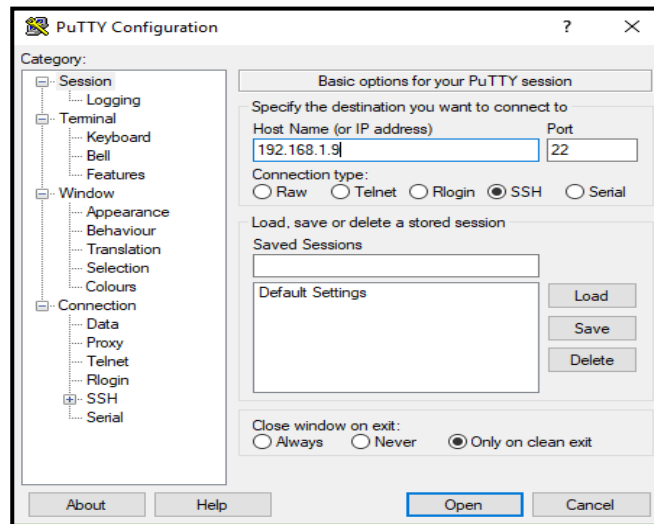 PuTTY Configuration
Category:
Session
Logging
Terminal
Keyboard
Bell
Features
Window
Appearance
Behaviour
Translation
Selection
Colours
Connection
Data
Proxy
Telnet
Rlogin
SSH
Serial
Basic options for your PuTTY session
Specify the destination you want to connect to
Host Name (or IP address) Port
192.168.1.9 22
Connection type:
Raw Telnet Rlogin SSH Serial
Load, save or delete a stored session
Saved Sessions
Default Settings
Load
Save
Delete
Close window on exit:
Always Never Only on clean exit
About Help Open Cancel